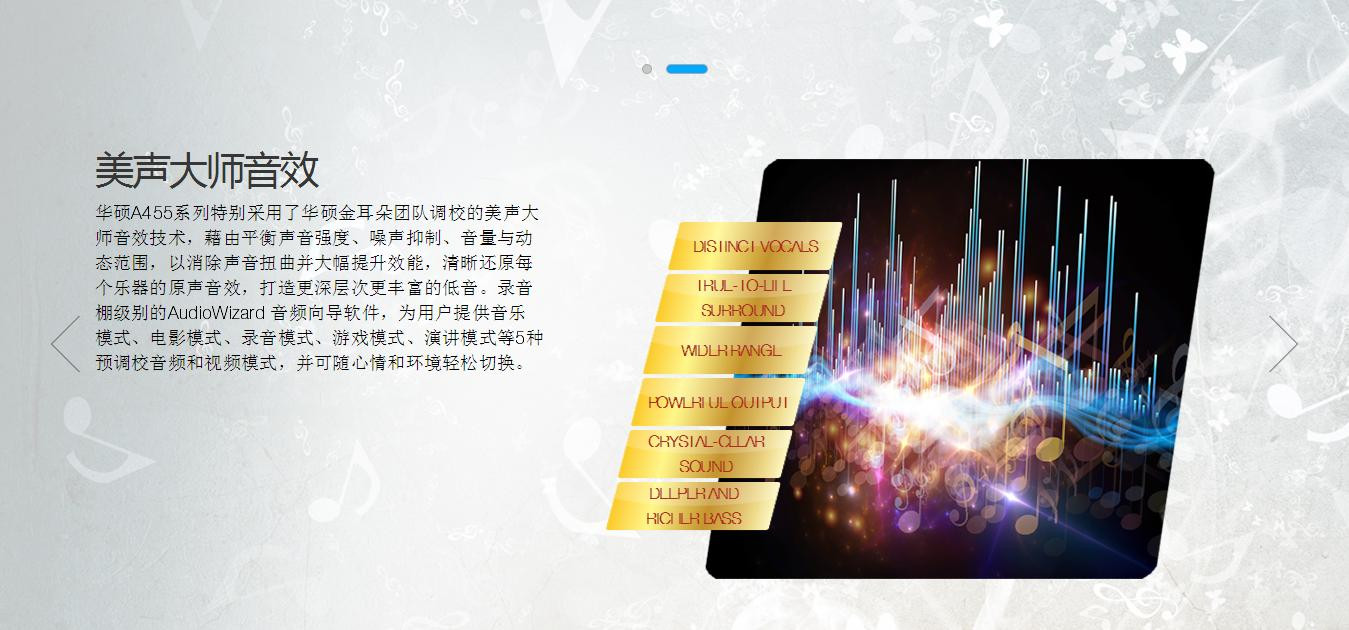 美声大师音效
华硕A455系列特别采用了华硕金耳朵团队调校的美声大
师音效技术，藉由平衡声音强度、噪声抑制、音量与动
态范围，以消除声音扭曲并大幅提升效能，清晰还原每
个乐器的原声音效，打造更深层次更丰富的低音。录音
棚级别的AudioWizard 音频向导软件，为用户提供音乐
模式、电影模式、录音模式、游戏模式、演讲模式等5种
预调校音频和视频模式，并可随心情和环境轻松切换。
DISTINCT VOCALS
TRUE-TO-LIFE
SURROUND
WIDER RANGE
POWERFUL OUTPUT
CRYSTAL-CLEAR
SOUND
DEEPER AND
RICHER BASS